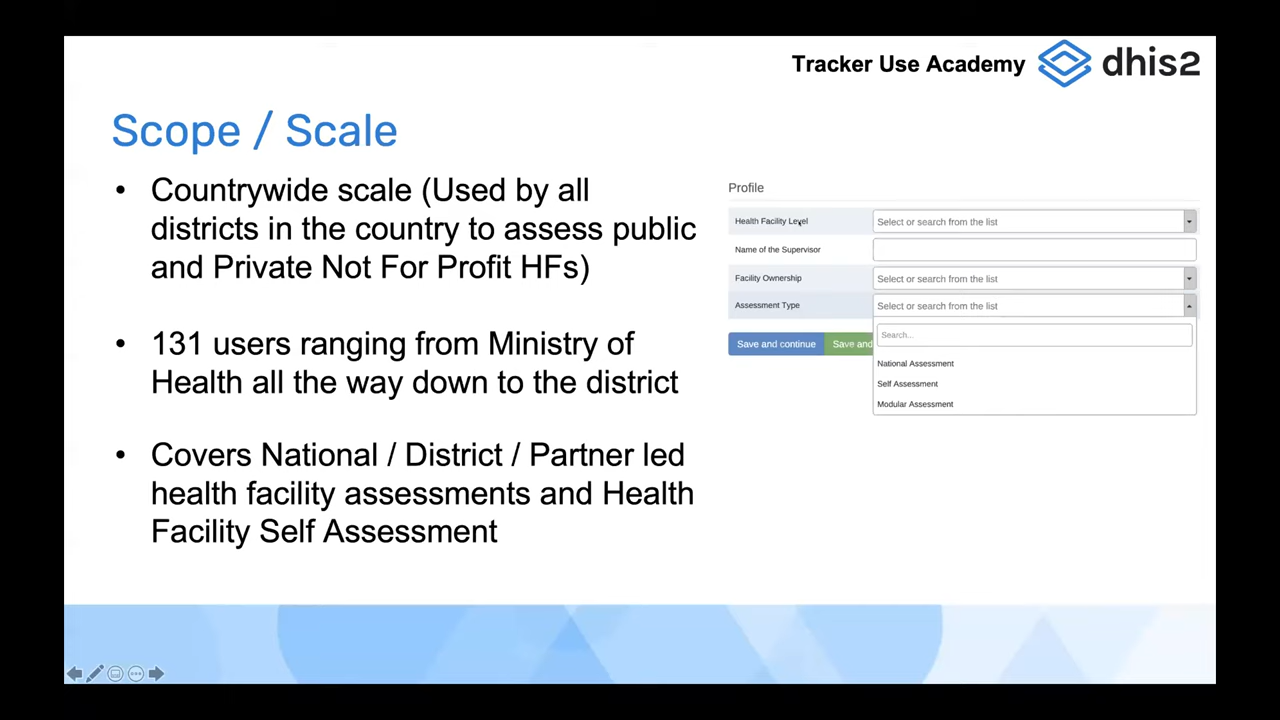 Tracker Use Academy dhis2
Scope / Scale
• Countrywide scale (Used by all
districts in the country to assess public
and Private Not For Profit HFs)
• 131 users ranging from Ministry of
Health all the way down to the district
• Covers National / District / Partner led
health facility assessments and Health
Facility Self Assessment
Profile
Health Facility Level Select or search from the list
Name of the Supervisor
Facility Ownership Select or search from the list
Assessment Type Select or search from the list
Search...
Save and continue Save and
National Assessment
Self Assessment
Modular Assessment